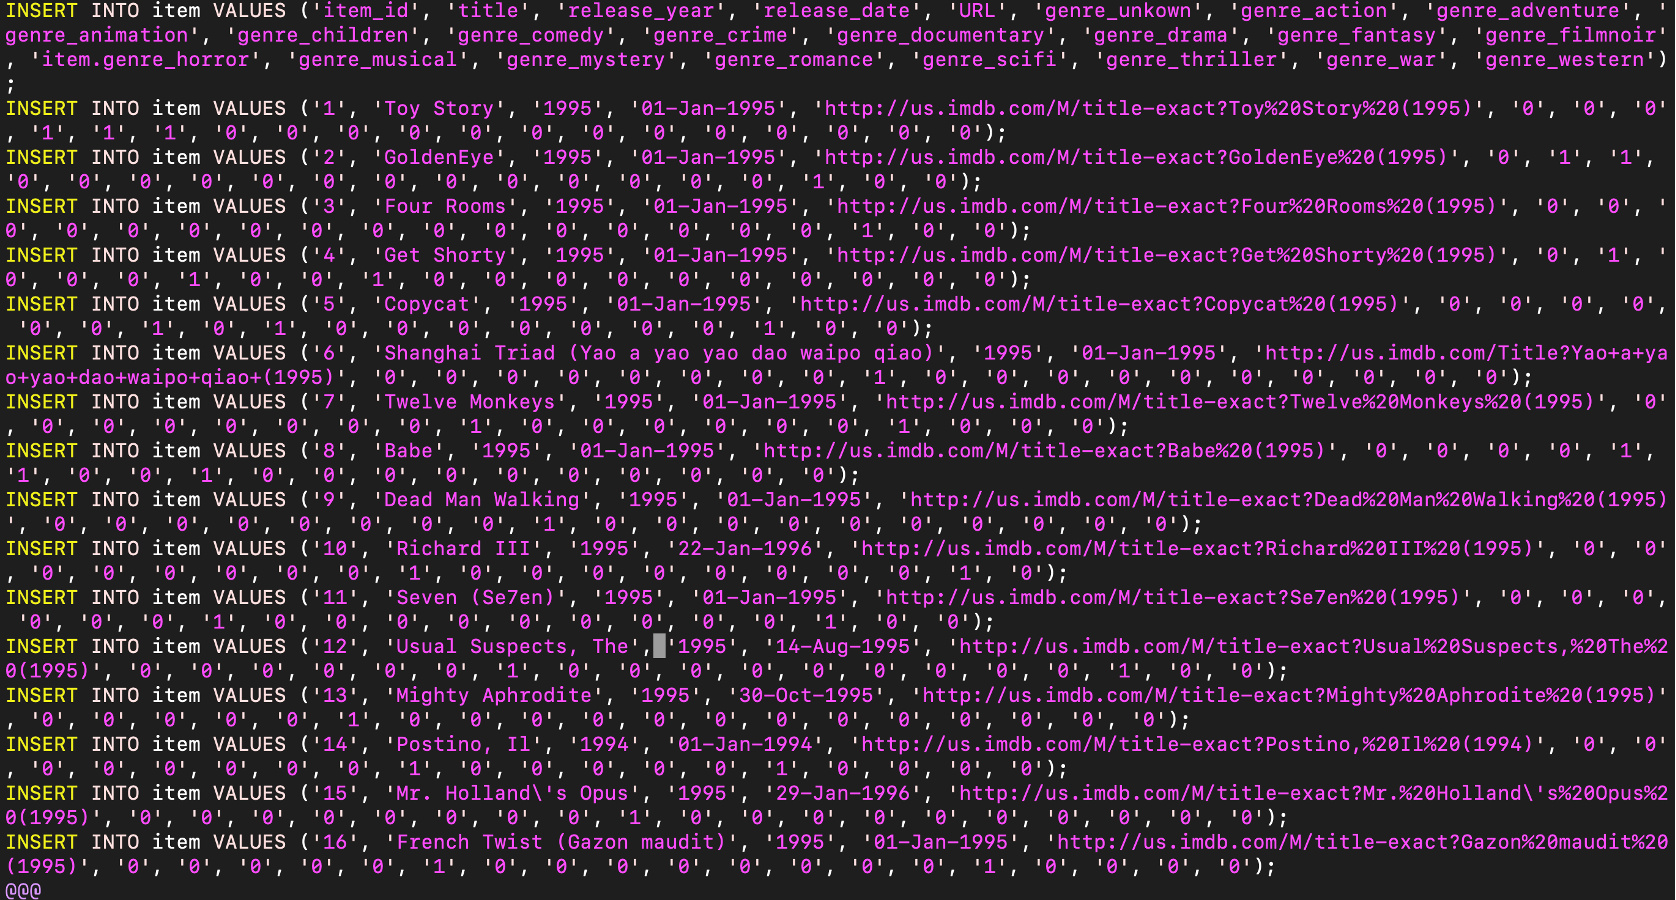 INSERT INTO item VALUES ('item_id', 'title', 'release_year', 'release_date', 'URL', 'genre_unkown', 'genre_action', 'genre_adventure', '
genre_animation', 'genre_children', 'genre_comedy', 'genre_crime', 'genre_documentary', 'genre_drama', 'genre_fantasy', 'genre_filmnoir'
, 'item.genre_horror', 'genre_musical', 'genre_mystery', 'genre_romance', 'genre_scifi', 'genre_thriller', 'genre_war', 'genre_western')
;
INSERT INTO item VALUES ('1', 'Toy Story', '1995', '01-Jan-1995', 'http://us.imdb.com/M/title-exact?Toy%20Story%20(1995)', '0', '0', '0'
, '1', '1', '1', '0', '0', '0', '0', '0', '0', '0', '0', '0', '0', '0', '0', '0');
INSERT INTO item VALUES ('2', 'GoldenEye', '1995', '01-Jan-1995', 'http://us.imdb.com/M/title-exact?GoldenEye%20(1995)', '0', '1', '1',
'0', '0', '0', '0', '0', '0', '0', '0', '0', '0', '0', '0', '0', '1', '0', '0');
INSERT INTO item VALUES ('3', 'Four Rooms', '1995', '01-Jan-1995', 'http://us.imdb.com/M/title-exact?Four%20Rooms%20(1995)', '0', '0', '
0', '0', '0', '0', '0', '0', '0', '0', '0', '0', '0', '0', '1', '0', '0');
INSERT INTO item VALUES ('4', 'Get Shorty', '1995', '01-Jan-1995', 'http://us.imdb.com/M/title-exact?Get%20Shorty%20(1995)', '0', '1', '
0', '0', '0', '1', '0', '0', '1', '0', '0', '0', '0', '0', '0', '0', '0', '0', '0');
INSERT INTO item VALUES ('5', 'Copycat', '1995', '01-Jan-1995', 'http://us.imdb.com/M/title-exact?Copycat%20(1995)', '0', '0', '0', '0',
'0', '0', '1', '0', '1', '0', '0', '0', '0', '0', '0', '0', '1', '0', '0');
INSERT INTO item VALUES ('6', 'Shanghai Triad (Yao a yao yao dao waipo qiao)', '1995', '01-Jan-1995', 'http://us.imdb.com/Title?Yao+a+ya
o+yao+dao+waipo+qiao+(1995)', '0', '0', '0', '0', '0', '0', '0', '0', '1', '0', '0', '0', '0', '0', '0', '0', '0', '0', '0');
INSERT INTO item VALUES ('7', 'Twelve Monkeys', '1995', '01-Jan-1995', 'http://us.imdb.com/M/title-exact?Twelve%20Monkeys%20(1995)', '0'
, '0', '0', '0', '0', '0', '0', '0', '1', '0', '0', '0', '0', '0', '0', '1', '0', '0', '0');
INSERT INTO item VALUES ('8', 'Babe', '1995', '01-Jan-1995', 'http://us.imdb.com/M/title-exact?Babe%20(1995)', '0', '0', '0', '0', '1',
'1', '0', '0', '1', '0', '0', '0', '0', '0', '0', '0', '0', '0', '0');
INSERT INTO item VALUES ('9', 'Dead Man Walking', '1995', '01-Jan-1995', 'http://us.imdb.com/M/title-exact?Dead%20Man%20Walking%20(1995)
', '0', '0', '0', '0', '0', '0', '0', '0', '1', '0', '0', '0', '0', '0', '0', '0', '0', '0', '0');
INSERT INTO item VALUES ('10', 'Richard III', '1995', '22-Jan-1996', 'http://us.imdb.com/M/title-exact?Richard%20III%20(1995)', '0', '0'
, '0', '0', '0', '0', '0', '0', '1', '0', '0', '0', '0', '0', '0', '0', '0', '1', '0');
INSERT INTO item VALUES ('11', 'Seven (Se7en)', '1995', '01-Jan-1995', 'http://us.imdb.com/M/title-exact?Se7en%20(1995)', '0', '0', '0',
'0', '0', '0', '1', '0', '0', '0', '0', '0', '0', '0', '0', '0', '1', '0', '0');
INSERT INTO item VALUES ('12', 'Usual Suspects, The', '1995', '14-Aug-1995', 'http://us.imdb.com/M/title-exact?Usual%20Suspects,%20The%2
0(1995)', '0', '0', '0', '0', '0', '0', '1', '0', '0', '0', '0', '0', '0', '0', '0', '0', '1', '0', '0');
INSERT INTO item VALUES ('13', 'Mighty Aphrodite', '1995', '30-Oct-1995', 'http://us.imdb.com/M/title-exact?Mighty%20Aphrodite%20(1995)'
, '0', '0', '0', '0', '0', '1', '0', '0', '0', '0', '0', '0', '0', '0', '0', '0', '0', '0', '0');
INSERT INTO item VALUES ('14', 'Postino, Il', '1994', '01-Jan-1994', 'http://us.imdb.com/M/title-exact?Postino,%20Il%20(1994)', '0', '0'
, '0', '0', '0', '0', '0', '0', '1', '0', '0', '0', '0', '0', '1', '0', '0', '0', '0');
INSERT INTO item VALUES ('15', 'Mr. Holland\'s Opus', '1995', '29-Jan-1996', 'http://us.imdb.com/M/title-exact?Mr.%20Holland\'s%20Opus%2
0(1995)', '0', '0', '0', '0', '0', '0', '0', '0', '1', '0', '0', '0', '0', '0', '0', '0', '0', '0', '0');
INSERT INTO item VALUES ('16', 'French Twist (Gazon maudit)', '1995', '01-Jan-1995', 'http://us.imdb.com/M/title-exact?Gazon%20maudit%20
(1995)', '0', '0', '0', '0', '0', '1', '0', '0', '0', '0', '0', '0', '0', '0', '1', '0', '0', '0', '0');
@@@